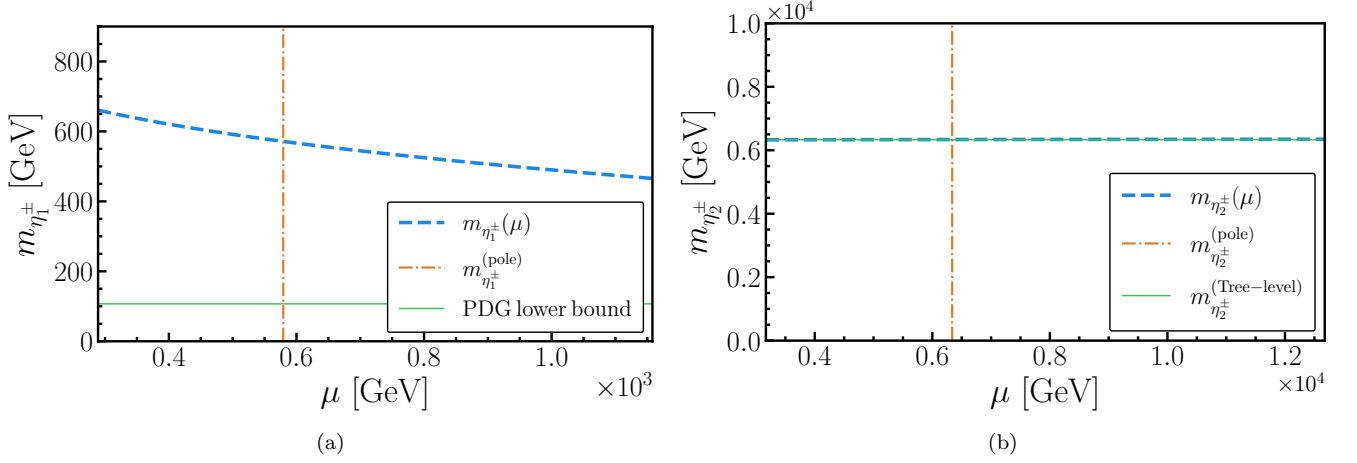 800
600
400
200
0
m_{η_1^±} [GeV]
m_{η_1^±}(μ)
m_{η_1^±}^{(pole)}
PDG lower bound
0.4 0.6 0.8 1.0
×10^3
μ [GeV]
(a)
×10^4
1.0
0.8
0.6
0.4
0.2
0.0
m_{η_2^±} [GeV]
m_{η_2^±}(μ)
m_{η_2^±}^{(pole)}
m_{η_2^±}^{(Tree−level)}
0.4 0.6 0.8 1.0 1.2
×10^4
μ [GeV]
(b)